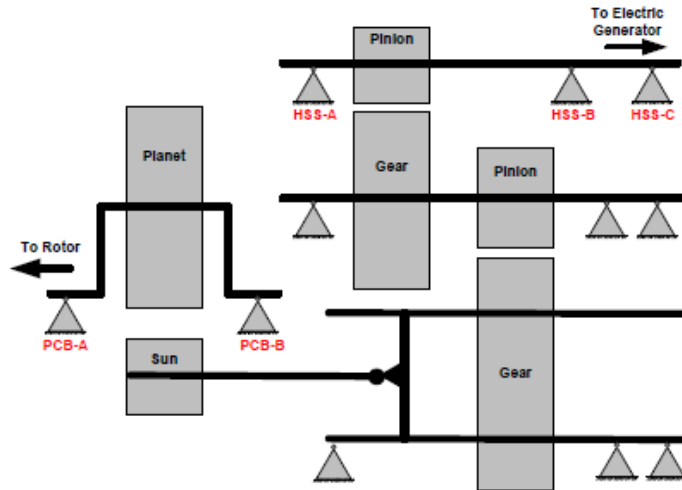 To Electric
Generator
Pinion
HSS-A
HSS-B
HSS-C
Planet
Gear
Pinion
To Rotor
PCB-A
PCB-B
Sun
Gear